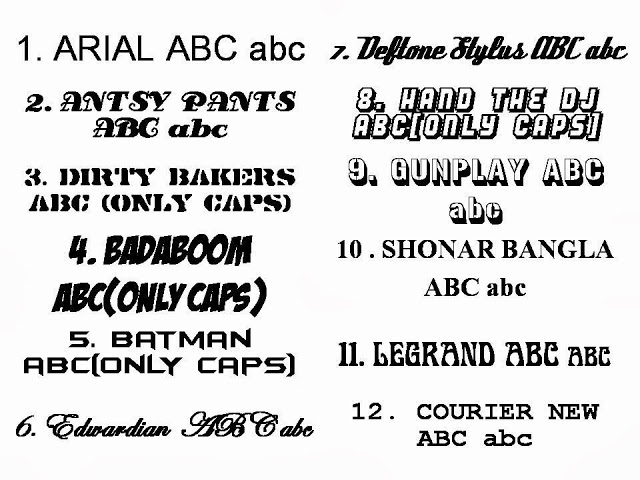 1. ARIAL ABC abc
2. ANTSY PANTS
ABC abc
3. DIRTY BAKERS
ABC (ONLY CAPS)
4. BADABOOM
ABC(ONLY CAPS)
5. BATMAN
ABC(ONLY CAPS)
6. Edwardian ABC abc
7. Deftone Stylus ABC abc
8. HAND THE DJ
ABC[ONLY CAPS]
9. GUNPLAY ABC
abc
10 . SHONAR BANGLA
ABC abc
11. LEGRAND ABC ABC
12. COURIER NEW
ABC abc